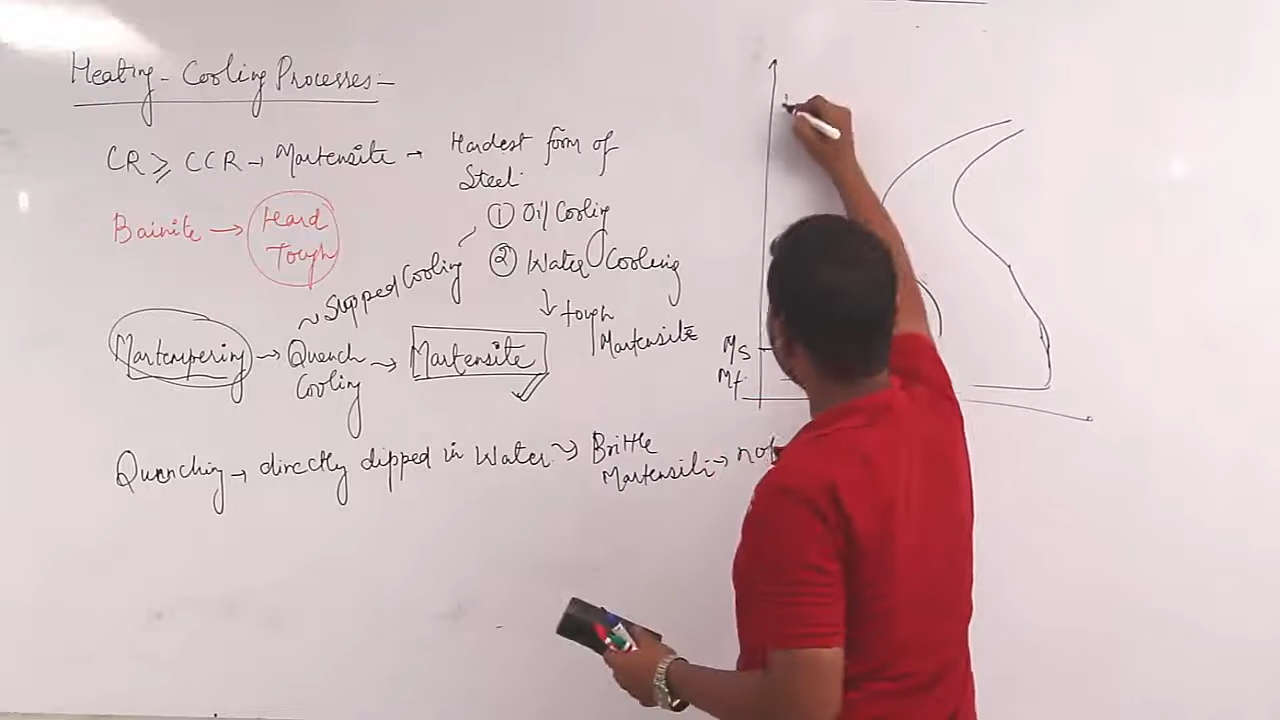 Heating - Cooling Processes:-
CR ≥ CCR → Martensite → Hardest form of
Steel.
Bainite → Hard
Tough
① Oil Cooling
② Water Cooling
~ Stopped Cooling
↓ tough
Martensite
Martempering → Quench → Martensite
Cooling
Ms
Mf
Quenching → directly dipped in Water → Brittle
Martensite → not